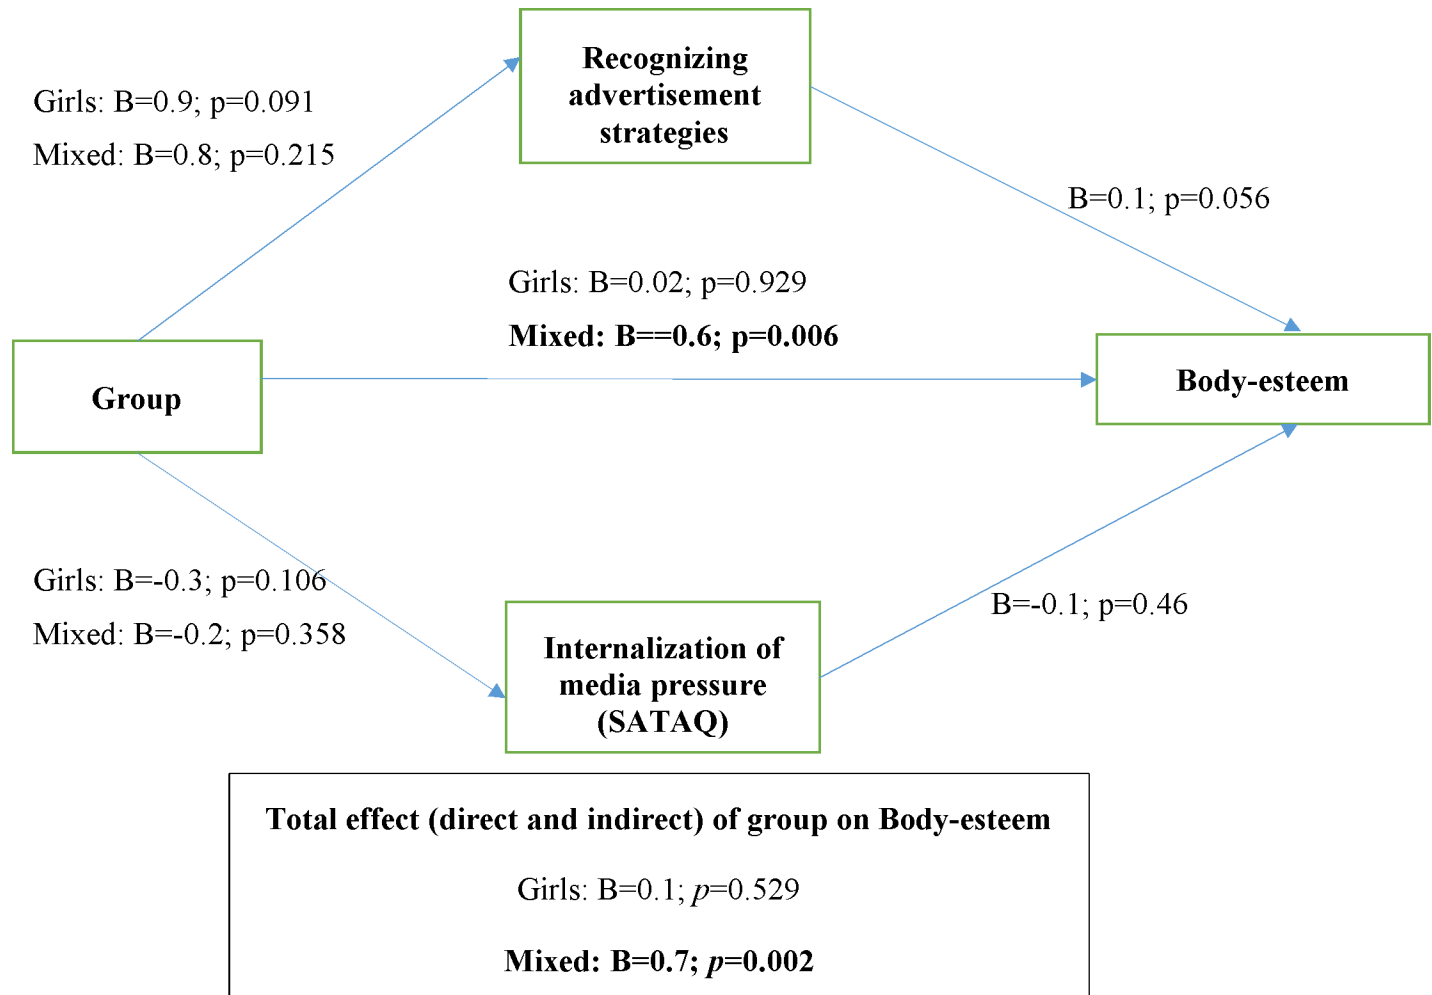 Recognizing
advertisement
strategies
Girls: B=0.9; p=0.091
Mixed: B=0.8; p=0.215
B=0.1; p=0.056
Girls: B=0.02; p=0.929
Mixed: B==0.6; p=0.006
Group
Body-esteem
Girls: B=-0.3; p=0.106
Mixed: B=-0.2; p=0.358
B=-0.1; p=0.46
Internalization of
media pressure
(SATAQ)
Total effect (direct and indirect) of group on Body-esteem
Girls: B=0.1; p=0.529
Mixed: B=0.7; p=0.002